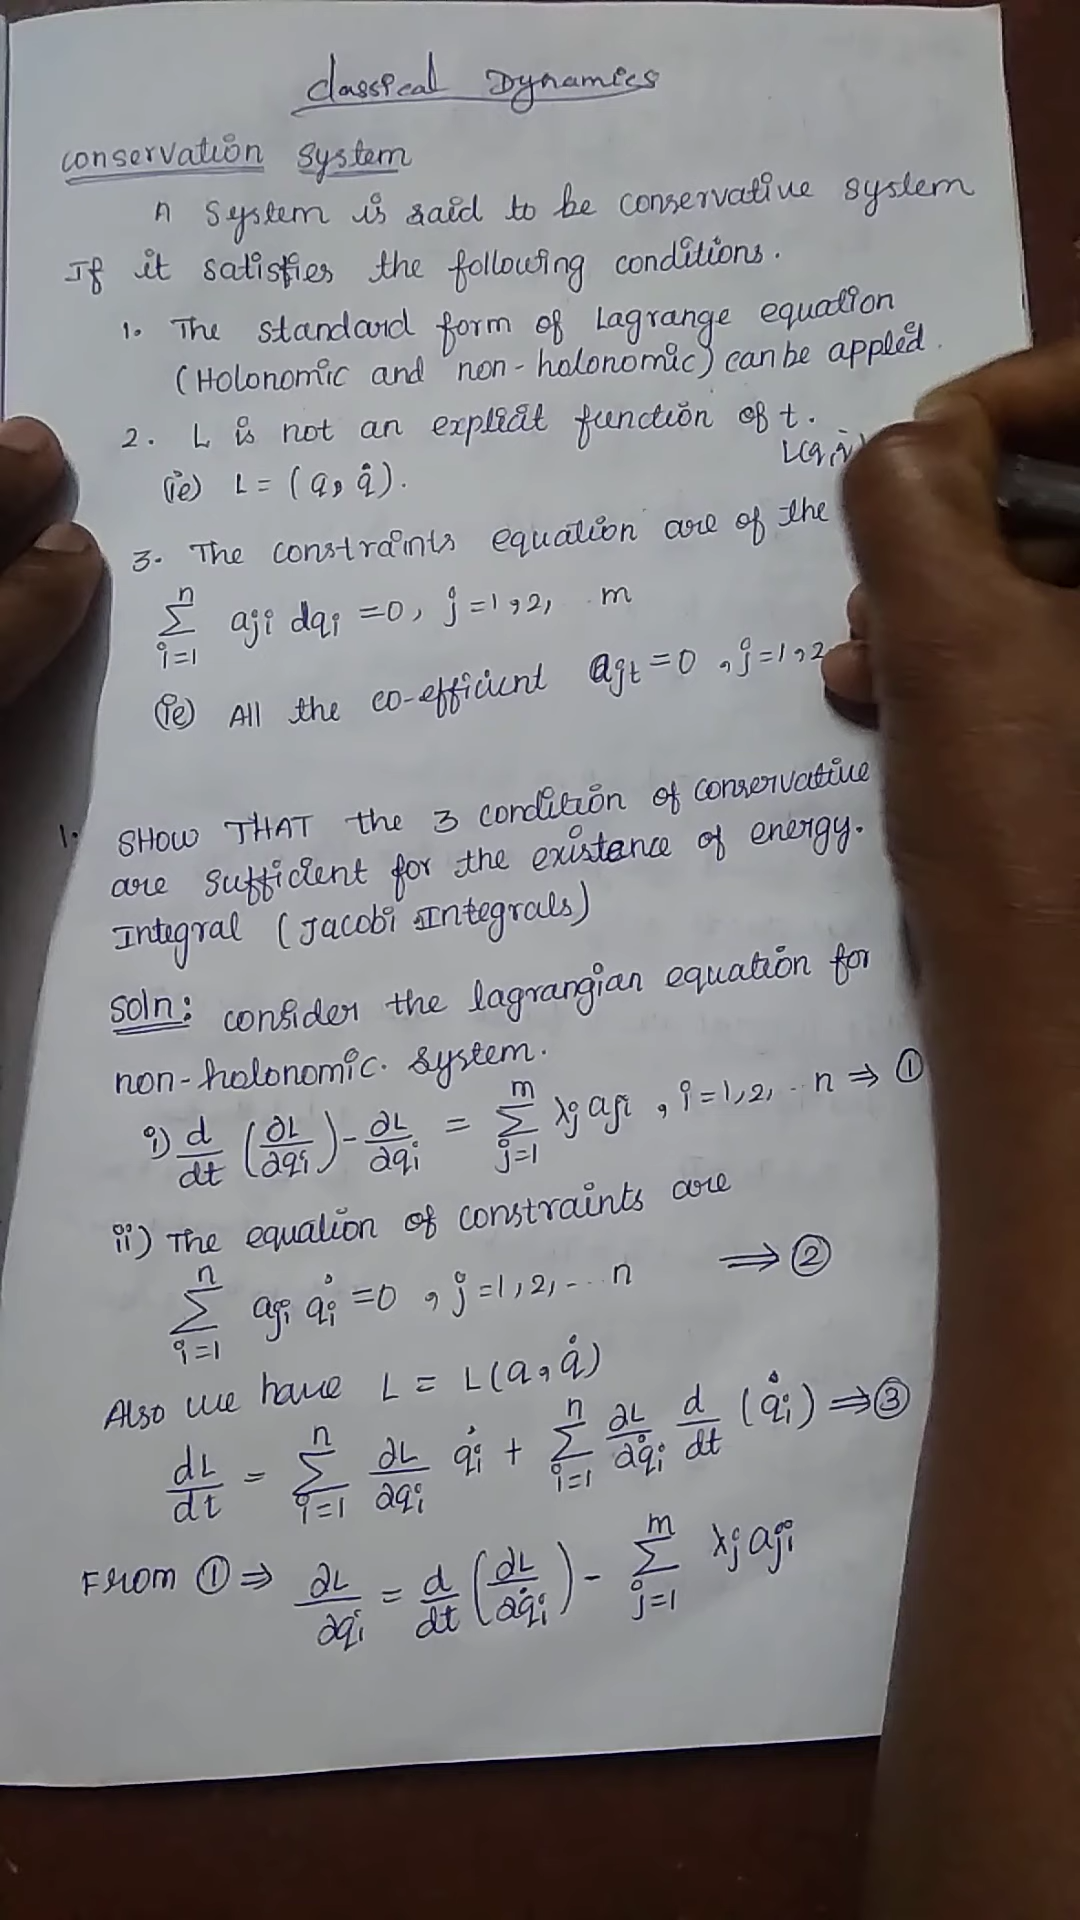 Classical Dynamics
conservation system
A system is said to be conservative system
If it satisfies the following conditions.
1. The standard form of Lagrange equation
(Holonomic and non-holonomic) can be applied.
2. L is not an explicit function of t.
L(q,
(ie) L = (q, q̇).
3. The constraints equation are of the
∑_{i=1}^{n} aji dqi = 0, j = 1, 2, .. m
(ie) All the co-efficient ajt = 0, j = 1, 2
1. SHOW THAT the 3 condition of conservative
are sufficient for the existence of energy.
Integral (Jacobi Integrals)
Soln: consider the lagrangian equation for
non-holonomic. system.
i) d/dt (∂L/∂qi) - ∂L/∂qi = ∑_{j=1}^{m} λj aji, i = 1, 2, .. n ⇒ ①
ii) The equation of constraints are
∑_{i=1}^{n} aji q̇i = 0, j = 1, 2, ... n ⇒ ②
Also we have L = L(q, q̇)
dL/dt = ∑_{i=1}^{n} ∂L/∂qi q̇i + ∑_{i=1}^{n} ∂L/∂q̇i d/dt (q̇i) ⇒ ③
From ① ⇒ ∂L/∂qi = d/dt (∂L/∂q̇i) - ∑_{j=1}^{m} λj aji